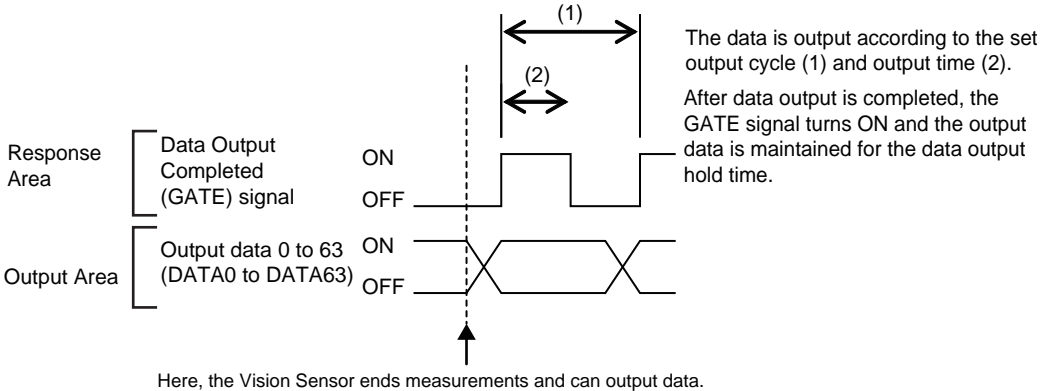 (1)
The data is output according to the set
output cycle (1) and output time (2).
(2)
After data output is completed, the
GATE signal turns ON and the output
data is maintained for the data output
hold time.
Response
Area
Data Output
Completed
(GATE) signal
ON
OFF
Output Area
Output data 0 to 63
(DATA0 to DATA63)
ON
OFF
Here, the Vision Sensor ends measurements and can output data.